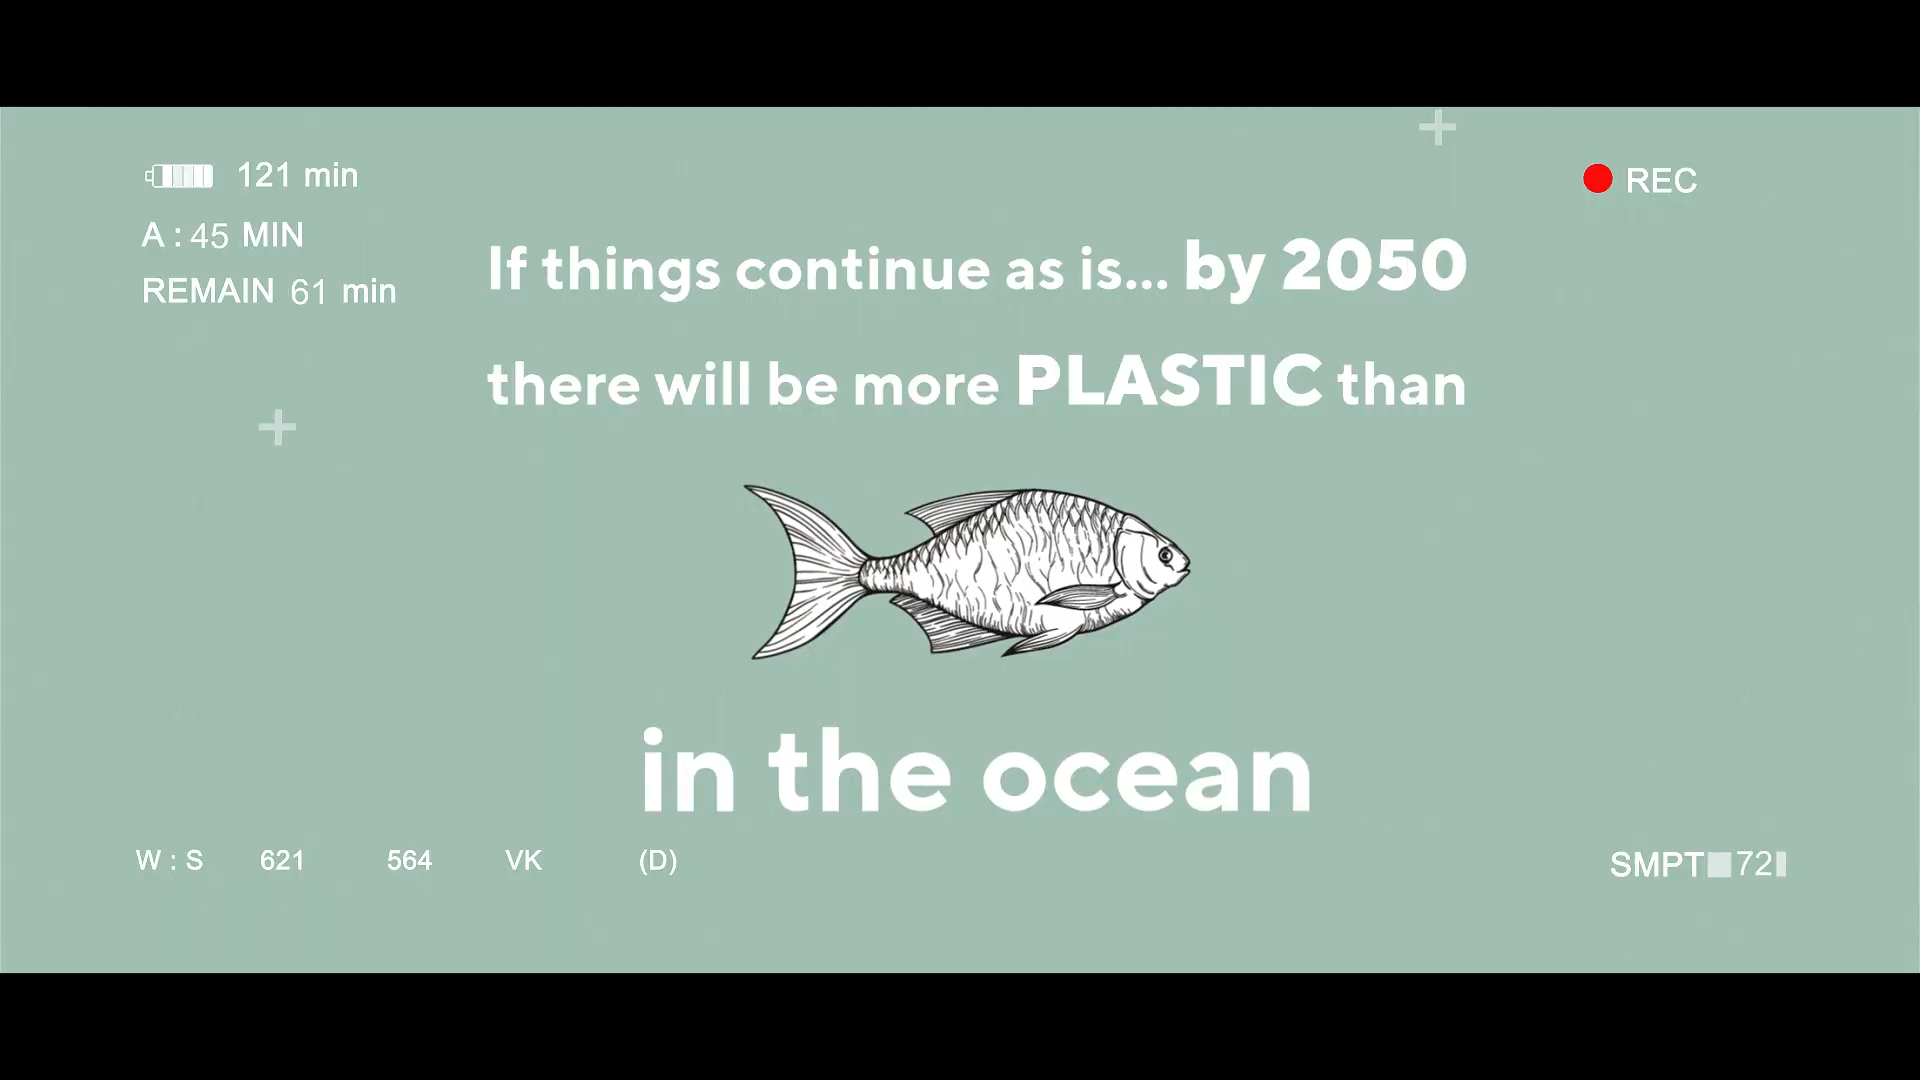 121 min
REC
A : 45 MIN
REMAIN 61 min
If things continue as is... by 2050
there will be more PLASTIC than
in the ocean
W : S 621 564 VK (D)
SMPT 72